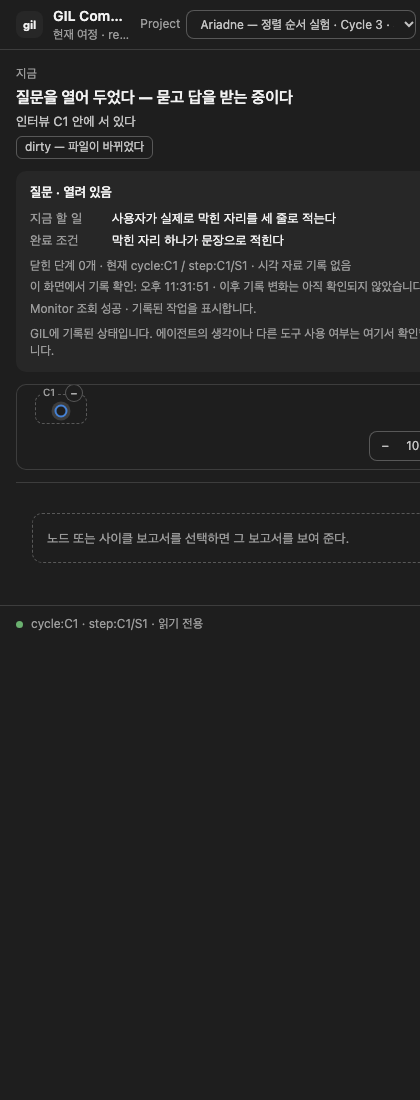 gil
GIL Com...
현재 여정 · re...
Project
Ariadne — 정렬 순서 실험 · Cycle 3 ·
지금
질문을 열어 두었다 — 묻고 답을 받는 중이다
인터뷰 C1 안에 서 있다
dirty — 파일이 바뀌었다
질문 · 열려 있음
지금 할 일 사용자가 실제로 막힌 자리를 세 줄로 적는다
완료 조건 막힌 자리 하나가 문장으로 적힌다
닫힌 단계 0개 · 현재 cycle:C1 / step:C1/S1 · 시각 자료 기록 없음
이 화면에서 기록 확인: 오후 11:31:51 · 이후 기록 변화는 아직 확인되지 않았습니다
Monitor 조회 성공 · 기록된 작업을 표시합니다.
GIL에 기록된 상태입니다. 에이전트의 생각이나 다른 도구 사용 여부는 여기서 확인
니다.
C1 −
− 10
노드 또는 사이클 보고서를 선택하면 그 보고서를 보여 준다.
cycle:C1 · step:C1/S1 · 읽기 전용